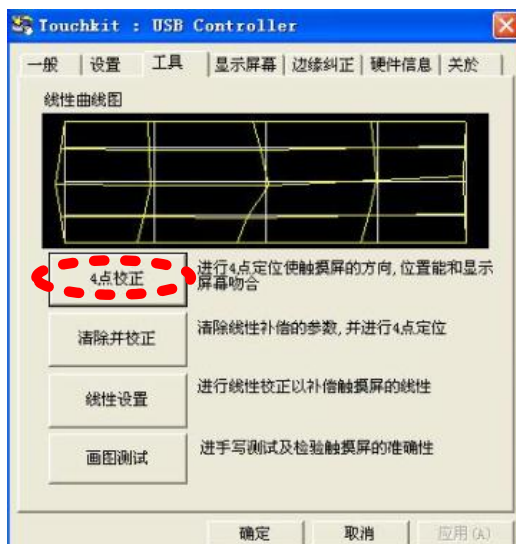 Touchkit : USB Controller
一般 设置 工具 显示屏幕 边缘纠正 硬件信息 关於
线性曲线图
4点校正
进行4点定位使触摸屏的方向,位置能和显示
屏幕吻合
清除并校正
清除线性补偿的参数,并进行4点定位
线性设置
进行线性校正以补偿触摸屏的线性
画图测试
进手写测试及检验触摸屏的准确性
确定 取消 应用(A)